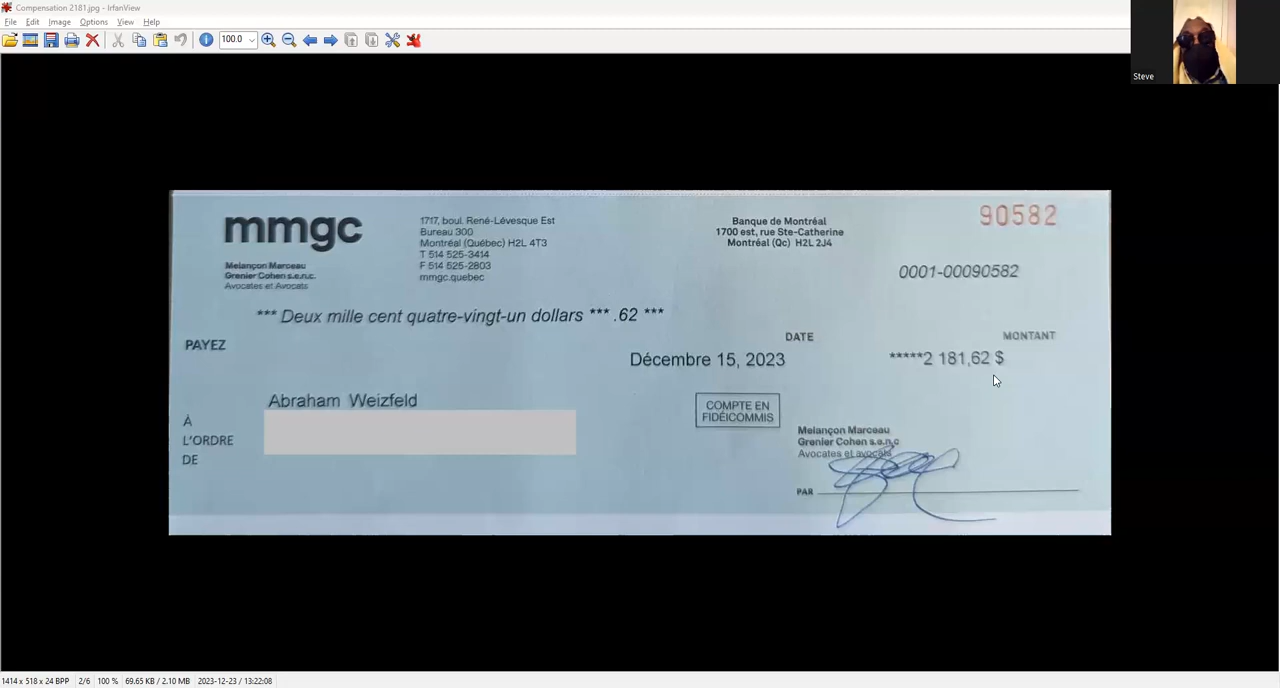 Compensation 2181.jpg - IrfanView
File Edit Image Options View Help
100.0
Steve
mmgc
Melançon Marceau
Grenier Cohen s.e.n.c.
Avocates et Avocats
1717, boul. René-Lévesque Est
Bureau 300
Montréal (Québec) H2L 4T3
T 514 525-3414
F 514 525-2803
mmgc.quebec
Banque de Montréal
1700 est, rue Ste-Catherine
Montréal (Qc) H2L 2J4
90582
0001-00090582
*** Deux mille cent quatre-vingt-un dollars *** .62 ***
PAYEZ
DATE
MONTANT
Décembre 15, 2023
*****2 181,62 $
Abraham Weizfeld
À
L'ORDRE
DE
COMPTE EN
FIDÉICOMMIS
Melançon Marceau
Grenier Cohen s.e.n.c
Avocates et avocats
PAR
1414 x 518 x 24 BPP 2/6 100 % 69.65 KB / 2.10 MB 2023-12-23 / 13:22:08